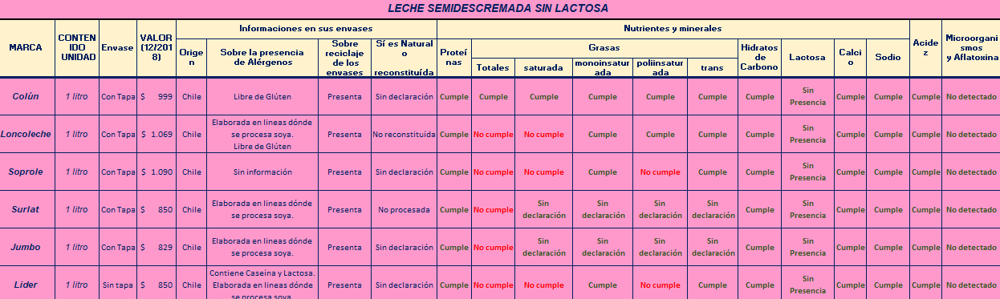 LECHE SEMIDESCREMADA SIN LACTOSA
MARCA
CONTEN
IDO
UNIDAD
Envase
VALOR
(12/201
8)
Informaciones en sus envases
Orige
n
Sobre la presencia
de Alérgenos
Sobre
reciclaje
de los
envases
Sí es Natural
o
reconstituída
Nutrientes y minerales
Proteí
nas
Grasas
Totales
saturada
monoinsatur
ada
poliinsatur
ada
trans
Hidratos
de
Carbono
Lactosa
Calci
o
Sodio
Acide
z
Microorgani
smos
y Aflatoxina
Colún 1 litro Con Tapa $ 999 Chile Libre de Glúten Presenta Sin declaración Cumple Cumple Cumple Cumple Cumple Cumple Cumple Sin
Presencia Cumple Cumple Cumple No detectado
Loncoleche 1 litro Con Tapa $ 1.069 Chile Elaborada en lineas dónde
se procesa soya.
Libre de Glúten Presenta No reconstituída Cumple No cumple No cumple Cumple Cumple Cumple Cumple Sin
Presencia Cumple Cumple Cumple No detectado
Soprole 1 litro Con Tapa $ 1.090 Chile Sin información Presenta Sin declaración Cumple No cumple No cumple Cumple No cumple Cumple Cumple Sin
Presencia Cumple Cumple Cumple No detectado
Surlat 1 litro Con Tapa $ 850 Chile Elaborada en lineas dónde
se procesa soya. Presenta No procesada Cumple No cumple Sin
declaración Sin
declaración Sin
declaración Sin
declaración Cumple Sin
Presencia Cumple Cumple Cumple No detectado
Jumbo 1 litro Con Tapa $ 829 Chile Elaborada en lineas dónde
se procesa soya. Presenta Sin declaración Cumple No cumple Sin
declaración Sin
declaración Sin
declaración Sin
declaración Cumple Sin
Presencia Cumple Cumple Cumple No detectado
Lider 1 litro Sin tapa $ 850 Chile Contiene Caseína y Lactosa.
Elaborada en lineas dónde
se procesa soya Presenta Sin declaración Cumple No cumple No cumple Cumple No cumple Cumple Cumple Sin
Presencia Cumple Cumple Cumple No detectado